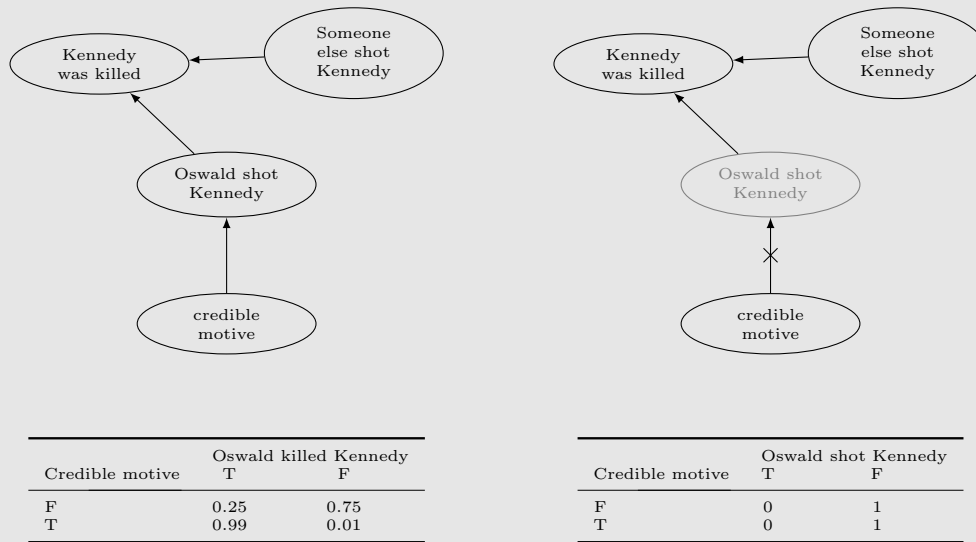 Kennedy
was killed
Someone
else shot
Kennedy
Oswald shot
Kennedy
credible
motive
Oswald killed Kennedy
Credible motive T F
F 0.25 0.75
T 0.99 0.01
Kennedy
was killed
Someone
else shot
Kennedy
Oswald shot
Kennedy
credible
motive
Oswald shot Kennedy
Credible motive T F
F 0 1
T 0 1